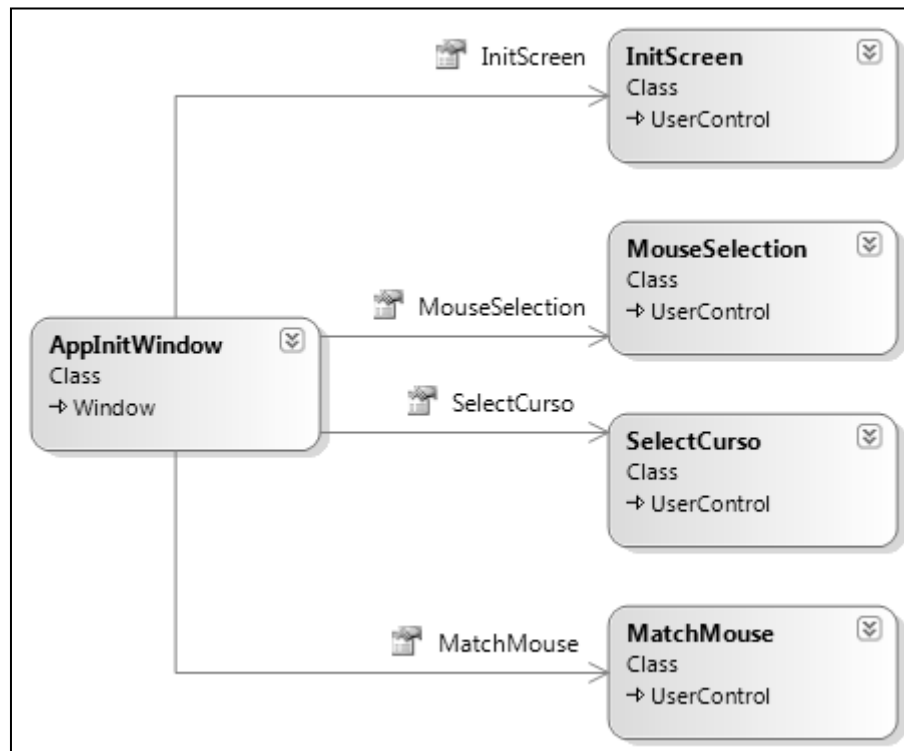 InitScreen
InitScreen
Class
UserControl
MouseSelection
MouseSelection
Class
UserControl
AppInitWindow
Class
Window
SelectCurso
SelectCurso
Class
UserControl
MatchMouse
MatchMouse
Class
UserControl